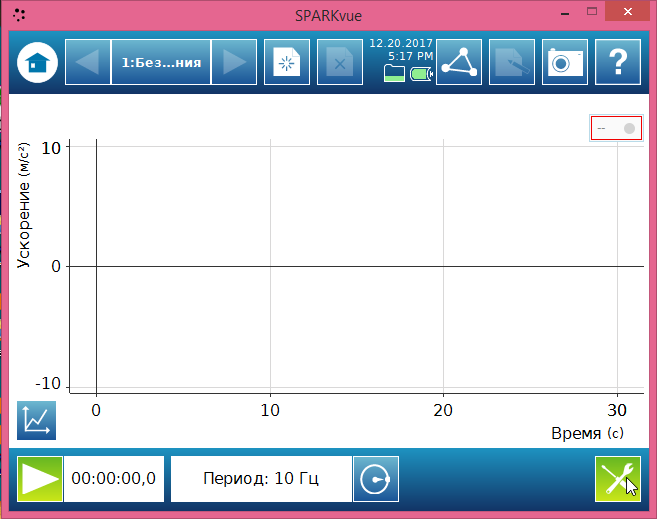 SPARKvue
1:Без...ния
12.20.2017
5:17 PM
?
--
Ускорение (м/с²)
10
0
-10
0 10 20 30
Время (с)
00:00:00,0
Период: 10 Гц